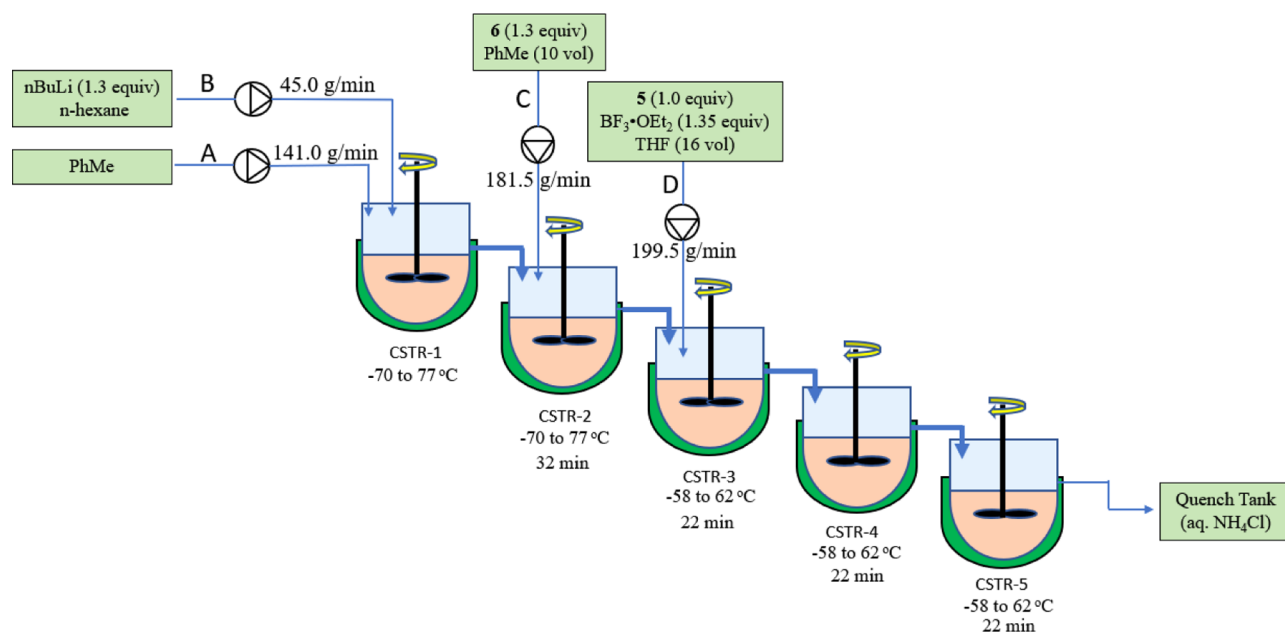 nBuLi (1.3 equiv)
n-hexane
B
45.0 g/min
PhMe
A
141.0 g/min
6 (1.3 equiv)
PhMe (10 vol)
C
181.5 g/min
5 (1.0 equiv)
BF₃•OEt₂ (1.35 equiv)
THF (16 vol)
D
199.5 g/min
CSTR-1
-70 to 77 °C
CSTR-2
-70 to 77 °C
32 min
CSTR-3
-58 to 62 °C
22 min
CSTR-4
-58 to 62 °C
22 min
CSTR-5
-58 to 62 °C
22 min
Quench Tank
(aq. NH₄Cl)